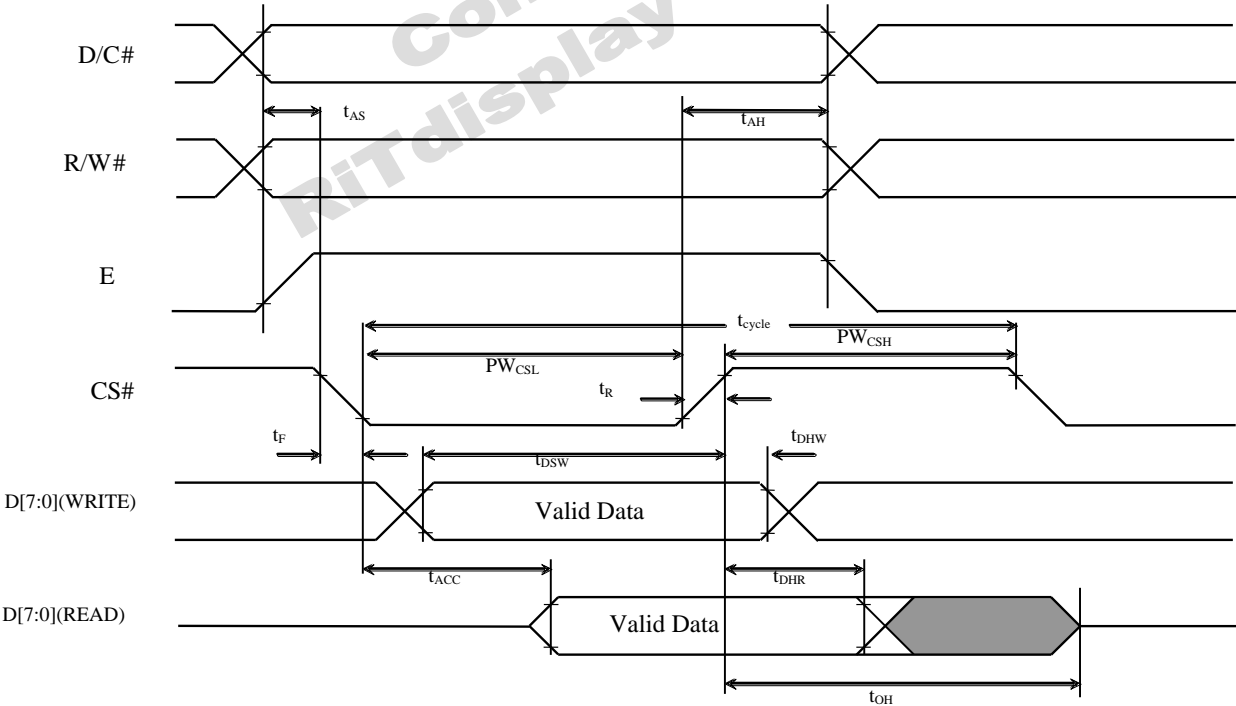 D/C#
tAS
tAH
R/W#
E
tcycle
PWCSH
PWCSL
CS#
tR
tF
tDSW
tDHW
D[7:0](WRITE)
Valid Data
tACC
tDHR
D[7:0](READ)
Valid Data
tOH
RiTdisplay